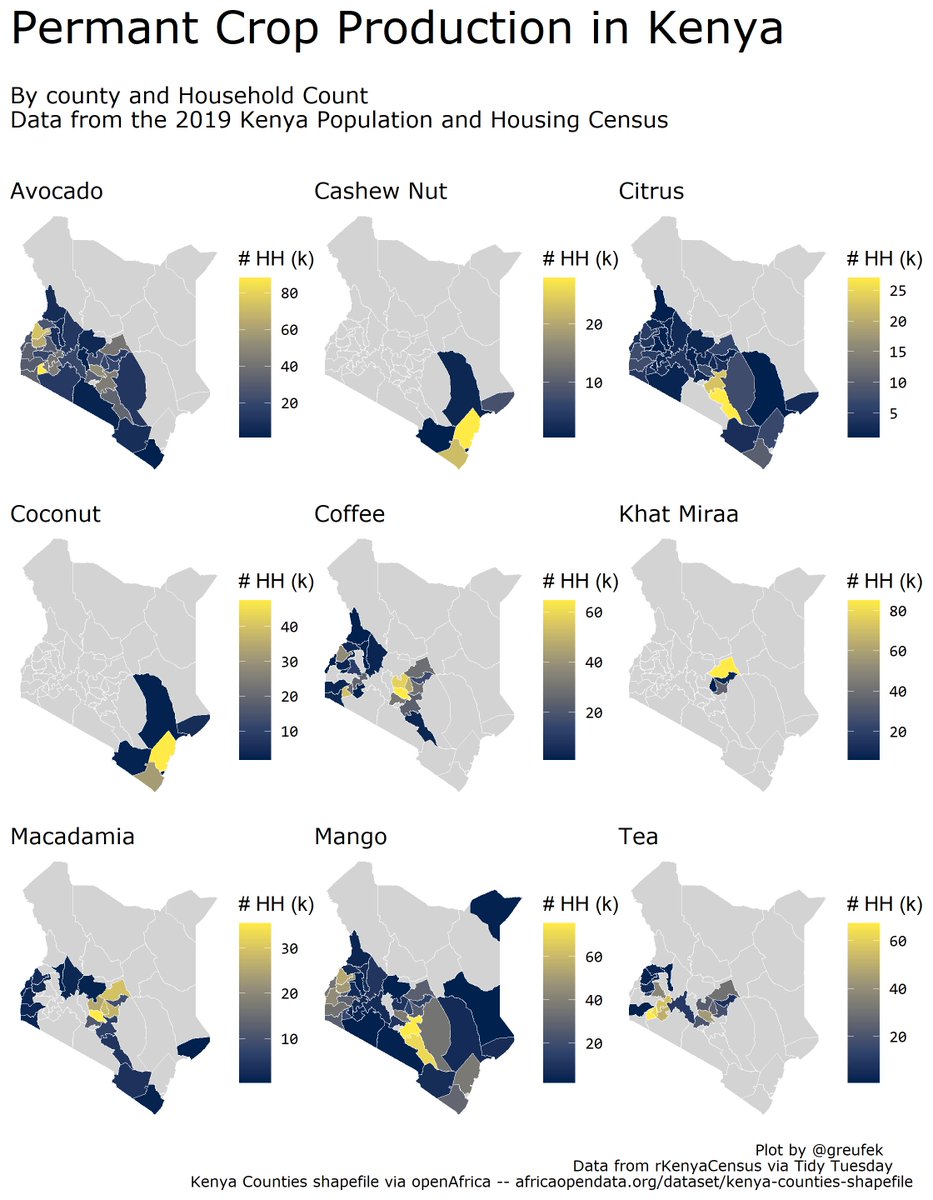 Permant Crop Production in Kenya
By county and Household Count
Data from the 2019 Kenya Population and Housing Census
Avocado
# HH (k)
80
60
40
20
Cashew Nut
# HH (k)
20
10
Citrus
# HH (k)
25
20
15
10
5
Coconut
# HH (k)
40
30
20
10
Coffee
# HH (k)
60
40
20
Khat Miraa
# HH (k)
80
60
40
20
Macadamia
# HH (k)
30
20
10
Mango
# HH (k)
60
40
20
Tea
# HH (k)
60
40
20
Plot by @greufek
Data from rKenyaCensus via Tidy Tuesday
Kenya Counties shapefile via openAfrica -- africaopendata.org/dataset/kenya-counties-shapefile